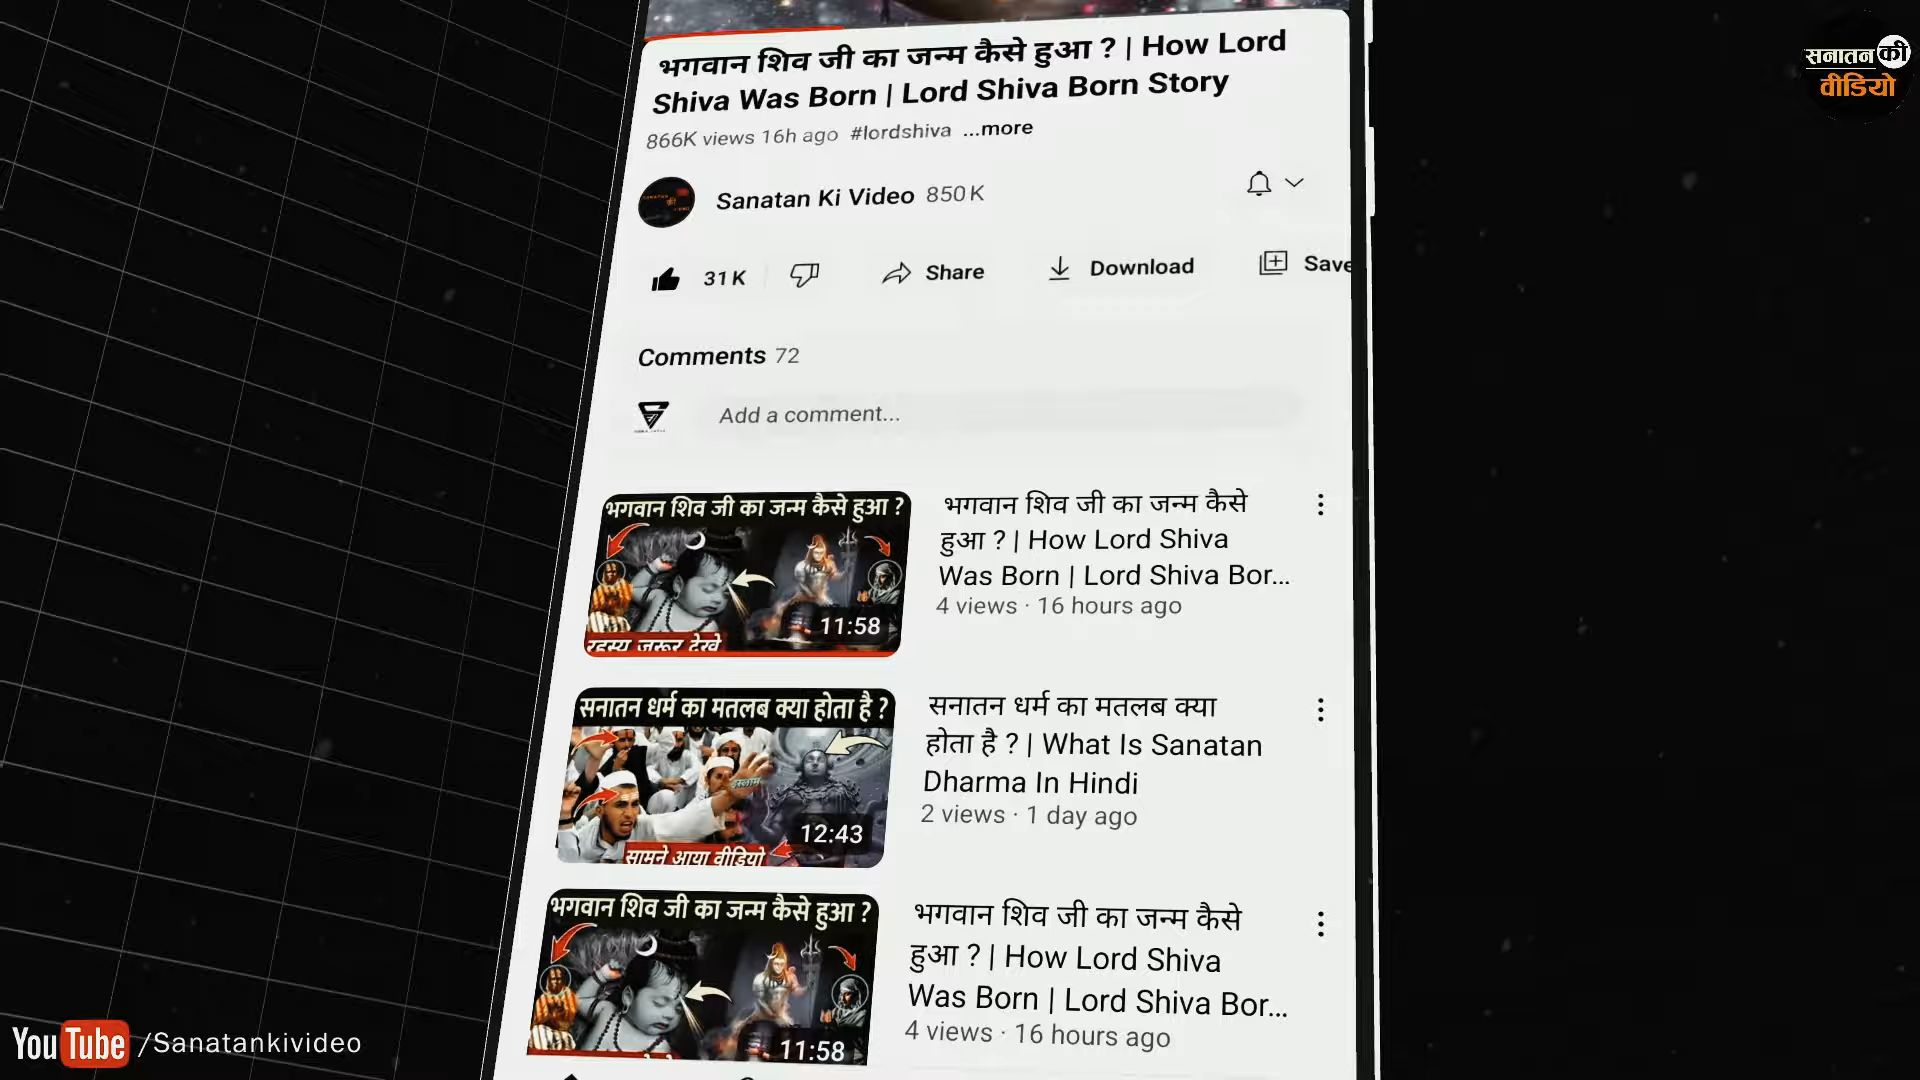 भगवान शिव जी का जन्म कैसे हुआ ? | How Lord
Shiva Was Born | Lord Shiva Born Story
866K views 16h ago #lordshiva ...more
Sanatan Ki Video 850K
31K
Share
Download
Save
Comments 72
Add a comment...
भगवान शिव जी का जन्म कैसे हुआ ?
रहस्य जरूर देखे
11:58
भगवान शिव जी का जन्म कैसे
हुआ ? | How Lord Shiva
Was Born | Lord Shiva Bor...
4 views · 16 hours ago
सनातन धर्म का मतलब क्या होता है ?
इस्लाम
12:43
सामने आया वीडियो
सनातन धर्म का मतलब क्या
होता है ? | What Is Sanatan
Dharma In Hindi
2 views · 1 day ago
भगवान शिव जी का जन्म कैसे हुआ ?
11:58
भगवान शिव जी का जन्म कैसे
हुआ ? | How Lord Shiva
Was Born | Lord Shiva Bor...
4 views · 16 hours ago
सनातन की
वीडियो
YouTube /Sanatankivideo